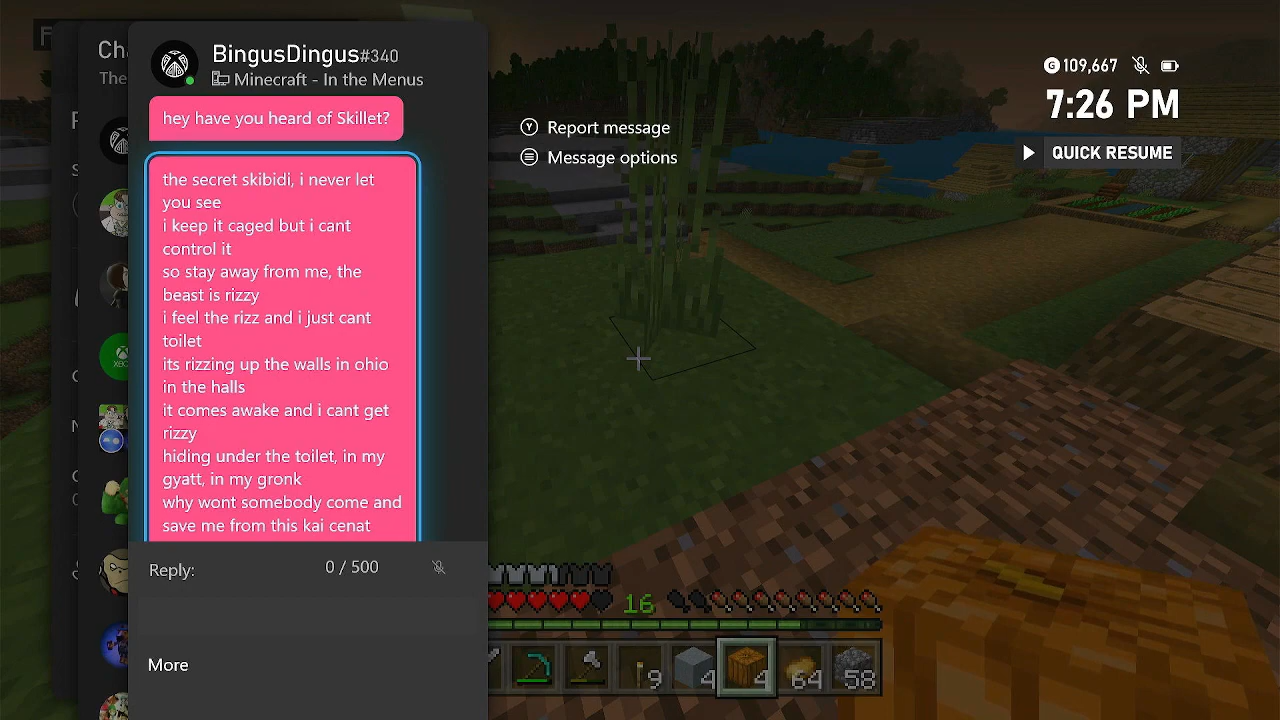 F
Cha
The
BingusDingus#340
Minecraft - In the Menus
hey have you heard of Skillet?
the secret skibidi, i never let
you see
i keep it caged but i cant
control it
so stay away from me, the
beast is rizzy
i feel the rizz and i just cant
toilet
its rizzing up the walls in ohio
in the halls
it comes awake and i cant get
rizzy
hiding under the toilet, in my
gyatt, in my gronk
why wont somebody come and
save me from this kai cenat
Reply:
0 / 500
More
Y Report message
Message options
G 109,667
7:26 PM
QUICK RESUME
16
9
4
4
64
58